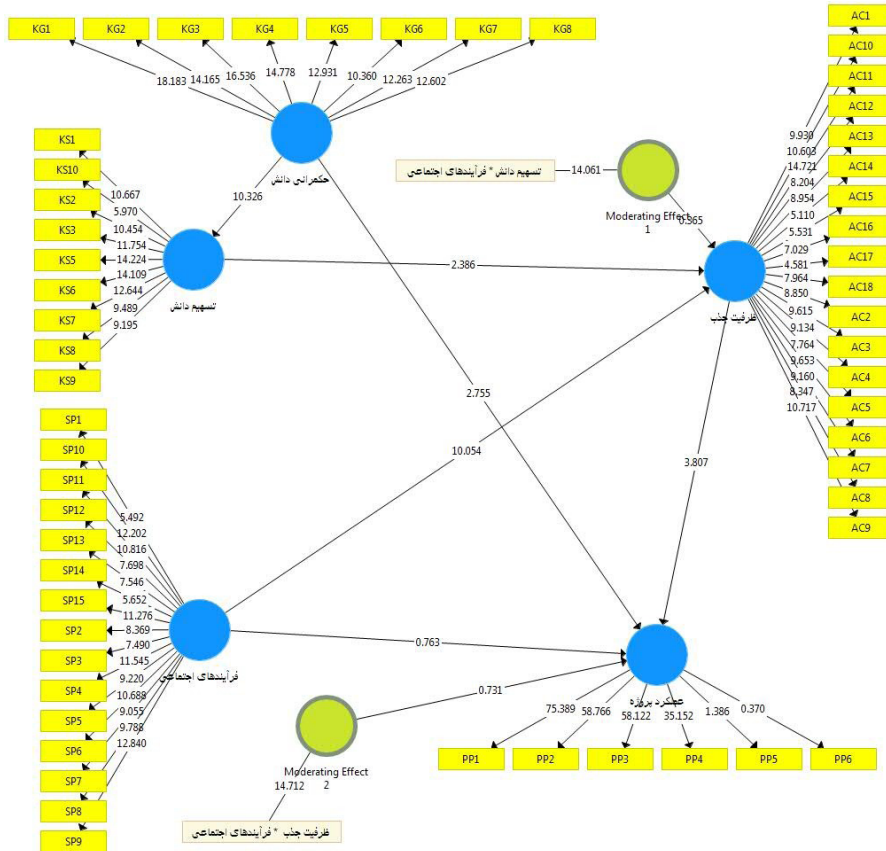 KG1 KG2 KG3 KG4 KG5 KG6 KG7 KG8
18.183 14.165 16.536 14.778 12.931 10.360 12.263 12.602
حکمرانی دانش
KS1
KS10
KS2
KS3
KS5
KS6
KS7
KS8
KS9
10.667
5.970
10.454
11.754
14.224
14.109
12.644
9.489
9.195
تسهیم دانش
10.326
تسهیم دانش * فرآیندهای اجتماعی
14.061
Moderating Effect
1
0.365
2.386
AC1
AC10
AC11
AC12
AC13
AC14
AC15
AC16
AC17
AC18
AC2
AC3
AC4
AC5
AC6
AC7
AC8
AC9
9.930
10.603
14.721
8.204
8.954
5.110
5.531
7.029
4.581
7.964
8.850
9.615
9.134
7.764
9.653
9.160
8.347
10.717
ظرفیت جذب
2.755
10.054
3.807
SP1
SP10
SP11
SP12
SP13
SP14
SP15
SP2
SP3
SP4
SP5
SP6
SP7
SP8
SP9
5.492
12.202
10.816
7.698
7.546
5.652
11.276
8.369
7.490
11.545
9.220
10.688
9.055
9.788
12.840
فرآیندهای اجتماعی
0.763
0.731
Moderating Effect
2
14.712
ظرفیت جذب * فرآیندهای اجتماعی
عملکرد پروژه
75.389 58.766 58.122 35.152 1.386 0.370
PP1 PP2 PP3 PP4 PP5 PP6